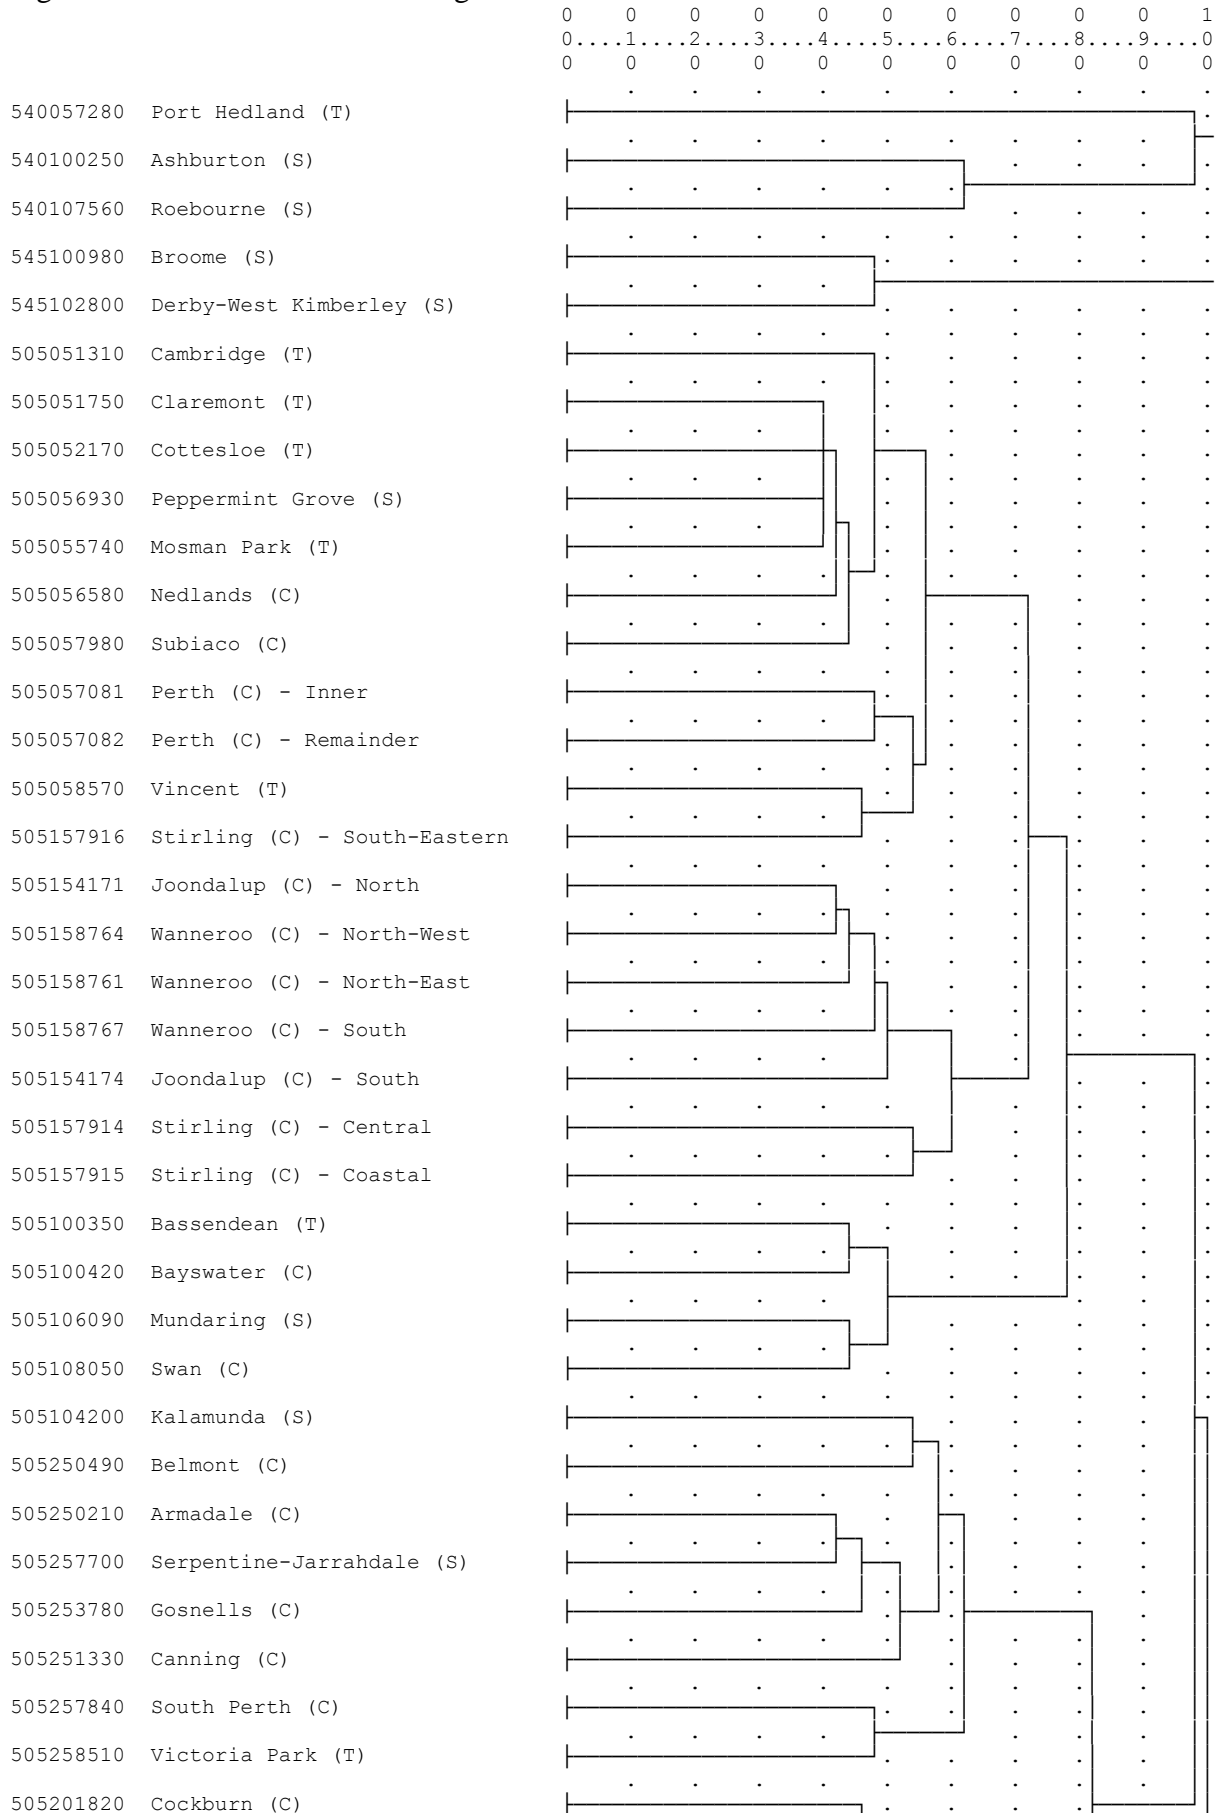 0 0 0 0 0 0 0 0 0 0 1
0....1....2....3....4....5....6....7....8....9....0
0 0 0 0 0 0 0 0 0 0 0
540057280 Port Hedland (T)
540100250 Ashburton (S)
540107560 Roebourne (S)
545100980 Broome (S)
545102800 Derby-West Kimberley (S)
505051310 Cambridge (T)
505051750 Claremont (T)
505052170 Cottesloe (T)
505056930 Peppermint Grove (S)
505055740 Mosman Park (T)
505056580 Nedlands (C)
505057980 Subiaco (C)
505057081 Perth (C) - Inner
505057082 Perth (C) - Remainder
505058570 Vincent (T)
505157916 Stirling (C) - South-Eastern
505154171 Joondalup (C) - North
505158764 Wanneroo (C) - North-West
505158761 Wanneroo (C) - North-East
505158767 Wanneroo (C) - South
505154174 Joondalup (C) - South
505157914 Stirling (C) - Central
505157915 Stirling (C) - Coastal
505100350 Bassendean (T)
505100420 Bayswater (C)
505106090 Mundaring (S)
505108050 Swan (C)
505104200 Kalamunda (S)
505250490 Belmont (C)
505250210 Armadale (C)
505257700 Serpentine-Jarrahdale (S)
505253780 Gosnells (C)
505251330 Canning (C)
505257840 South Perth (C)
505258510 Victoria Park (T)
505201820 Cockburn (C)